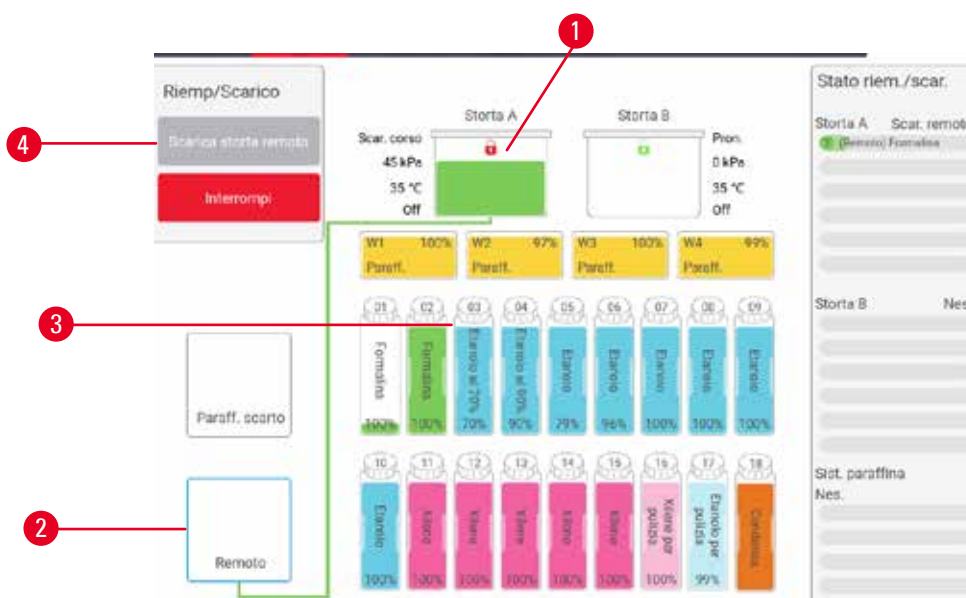 1
Riemp/Scarico
Scarica storta remoto
Interrompi
4
Storta A
Storta B
Scar. corso
45 kPa
35 °C
Off
Pron.
0 kPa
35 °C
Off
Stato riem./scar.
Storta A Scar. remoto
(Remoto) Formalina
Storta B Nes
Sist. paraffina
Nes.
W1 100%
Paraff.
W2 97%
Paraff.
W3 100%
Paraff.
W4 99%
Paraff.
3
01 02 03 04 05 06 07 08 09
Formalina
Formalina
Etanolo al 70%
Etanolo al 90%
Etanolo
Etanolo
Etanolo
Etanolo
Etanolo
100% 100% 70% 90% 79% 96% 100% 100% 100%
Paraff. scarto
2
Remoto
10 11 12 13 14 15 16 17 18
Etanolo
Xilene
Xilene
Xilene
Xilene
Xilene
Xilene per pulizia
Etanolo per pulizia
Condensa
100% 100% 100% 100% 100% 100% 100% 99%